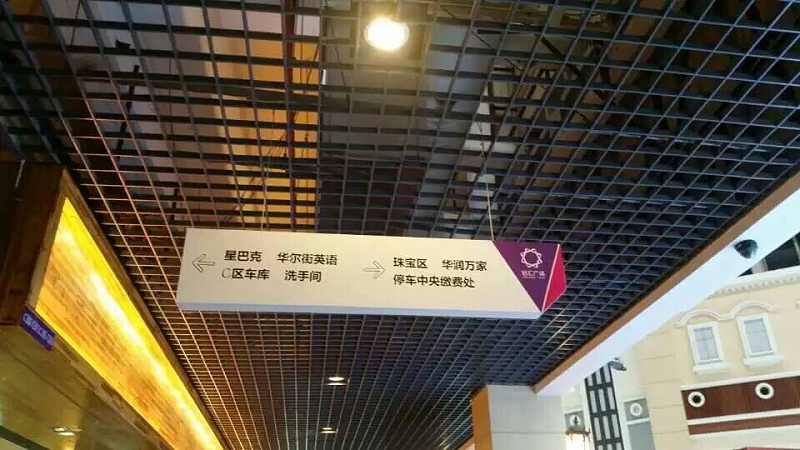 星巴克 华尔街英语
C区车库 洗手间
珠宝区 华润万家
停车中央缴费处